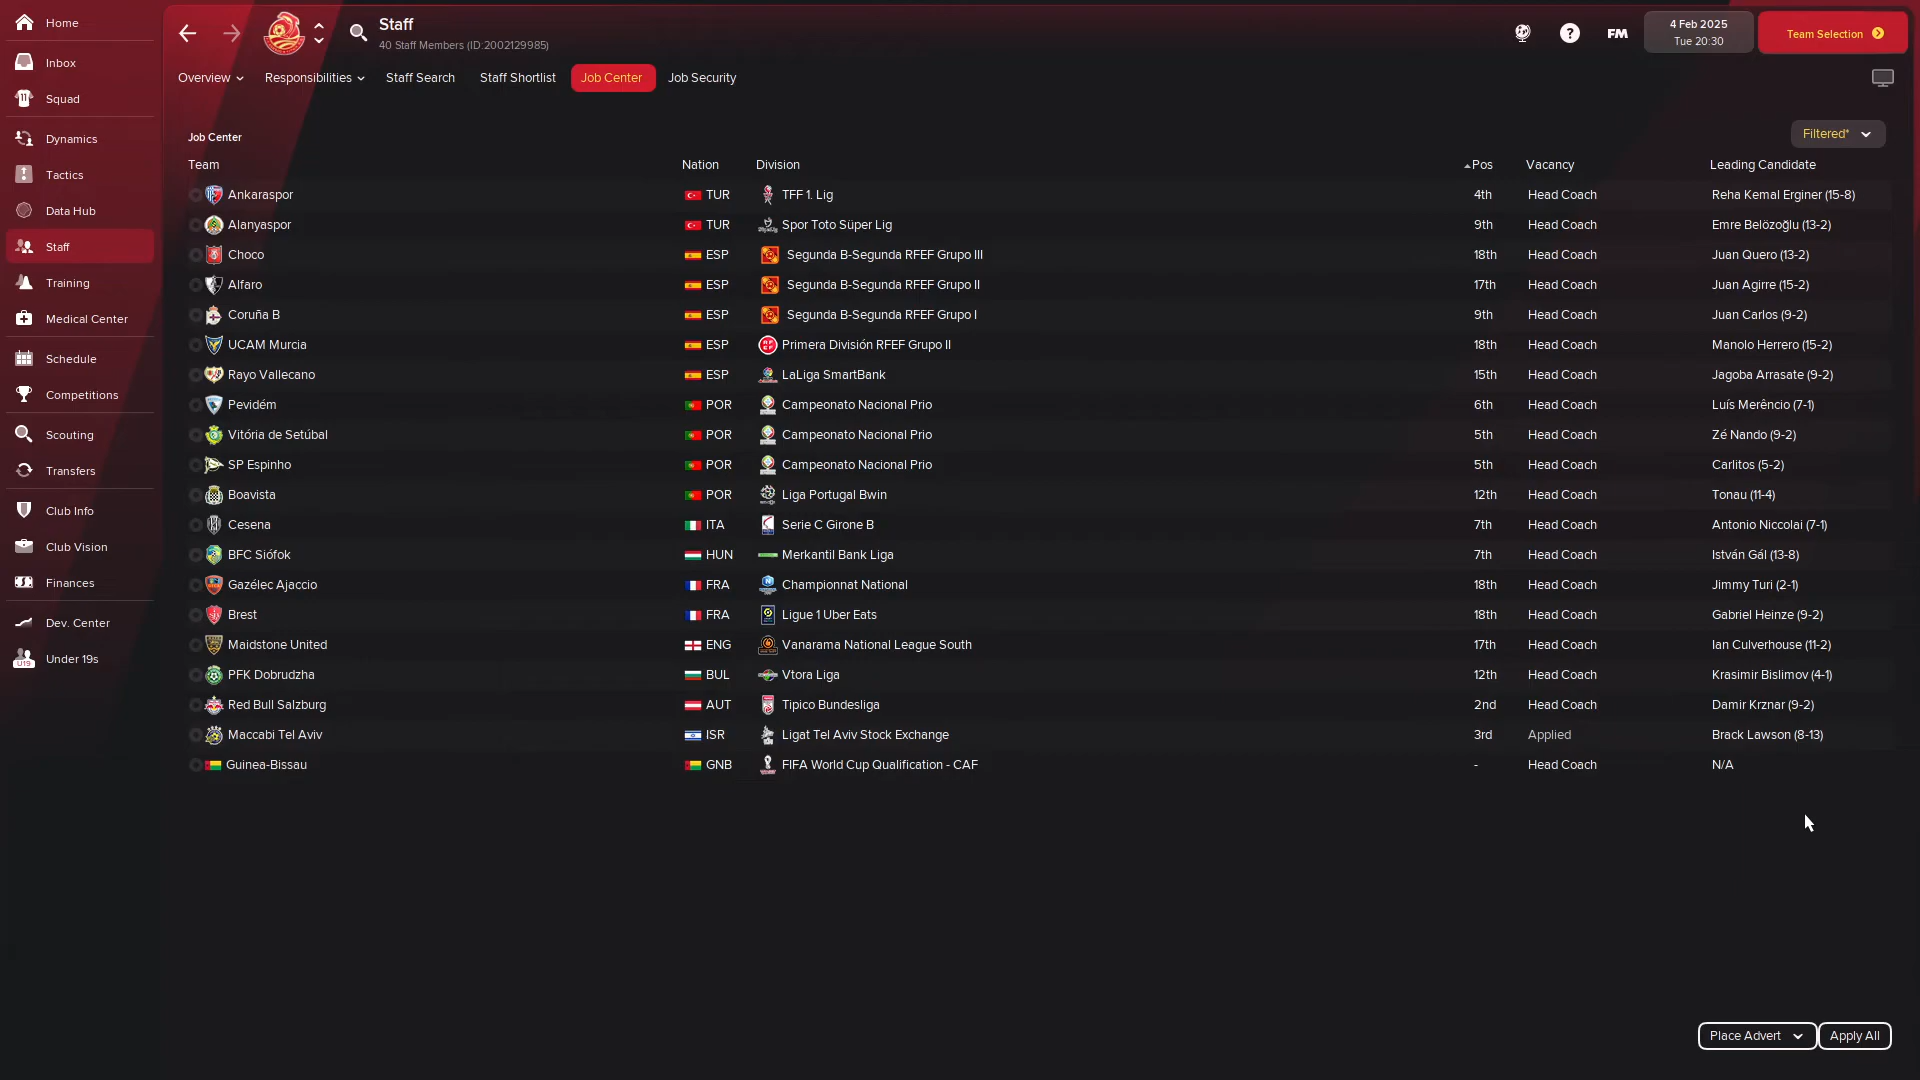 Home
Staff
40 Staff Members (ID:2002129985)
FM
4 Feb 2025
Tue 20:30
Team Selection
Inbox
Overview
Responsibilities
Staff Search
Staff Shortlist
Job Center
Job Security
Squad
Dynamics
Tactics
Data Hub
Staff
Training
Medical Center
Schedule
Competitions
Scouting
Transfers
Club Info
Club Vision
Finances
Dev. Center
U19
Under 19s
Job Center
Filtered*
Team Nation Division Pos Vacancy Leading Candidate
Ankaraspor TUR TFF 1. Lig 4th Head Coach Reha Kemal Erginer (15-8)
Alanyaspor TUR Spor Toto Süper Lig 9th Head Coach Emre Belözoğlu (13-2)
Choco ESP Segunda B-Segunda RFEF Grupo III 18th Head Coach Juan Quero (13-2)
Alfaro ESP Segunda B-Segunda RFEF Grupo II 17th Head Coach Juan Agirre (15-2)
Coruña B ESP Segunda B-Segunda RFEF Grupo I 9th Head Coach Juan Carlos (9-2)
UCAM Murcia ESP Primera División RFEF Grupo II 18th Head Coach Manolo Herrero (15-2)
Rayo Vallecano ESP LaLiga SmartBank 15th Head Coach Jagoba Arrasate (9-2)
Pevidém POR Campeonato Nacional Prio 6th Head Coach Luís Merêncio (7-1)
Vitória de Setúbal POR Campeonato Nacional Prio 5th Head Coach Zé Nando (9-2)
SP Espinho POR Campeonato Nacional Prio 5th Head Coach Carlitos (5-2)
Boavista POR Liga Portugal Bwin 12th Head Coach Tonau (11-4)
Cesena ITA Serie C Girone B 7th Head Coach Antonio Niccolai (7-1)
BFC Siófok HUN Merkantil Bank Liga 7th Head Coach István Gál (13-8)
Gazélec Ajaccio FRA Championnat National 18th Head Coach Jimmy Turi (2-1)
Brest FRA Ligue 1 Uber Eats 18th Head Coach Gabriel Heinze (9-2)
Maidstone United ENG Vanarama National League South 17th Head Coach Ian Culverhouse (11-2)
PFK Dobrudzha BUL Vtora Liga 12th Head Coach Krasimir Bislimov (4-1)
Red Bull Salzburg AUT Tipico Bundesliga 2nd Head Coach Damir Krznar (9-2)
Maccabi Tel Aviv ISR Ligat Tel Aviv Stock Exchange 3rd Applied Brack Lawson (8-13)
Guinea-Bissau GNB FIFA World Cup Qualification - CAF - Head Coach N/A
Place Advert
Apply All